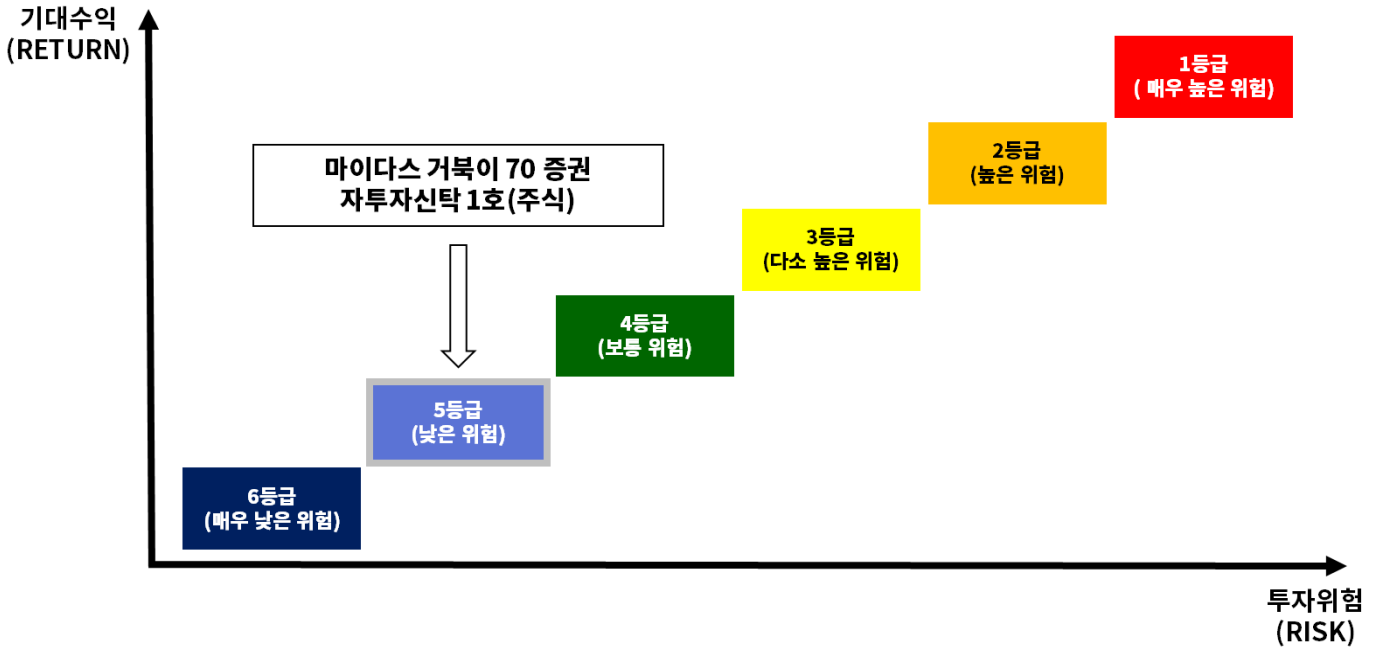 기대수익
(RETURN)
1등급
( 매우 높은 위험)
2등급
(높은 위험)
마이다스 거북이 70 증권
자투자신탁 1호(주식)
3등급
(다소 높은 위험)
4등급
(보통 위험)
5등급
(낮은 위험)
6등급
(매우 낮은 위험)
투자위험
(RISK)